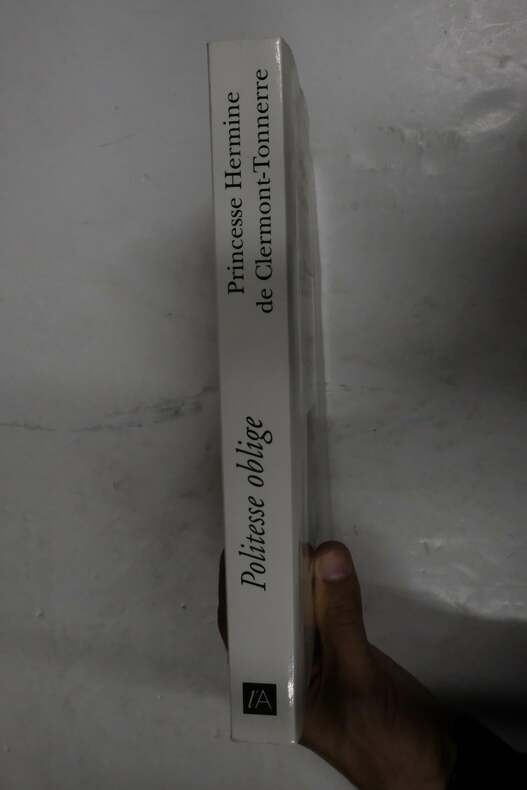 Princesse Hermine
de Clermont-Tonnerre
Politesse oblige
l'A